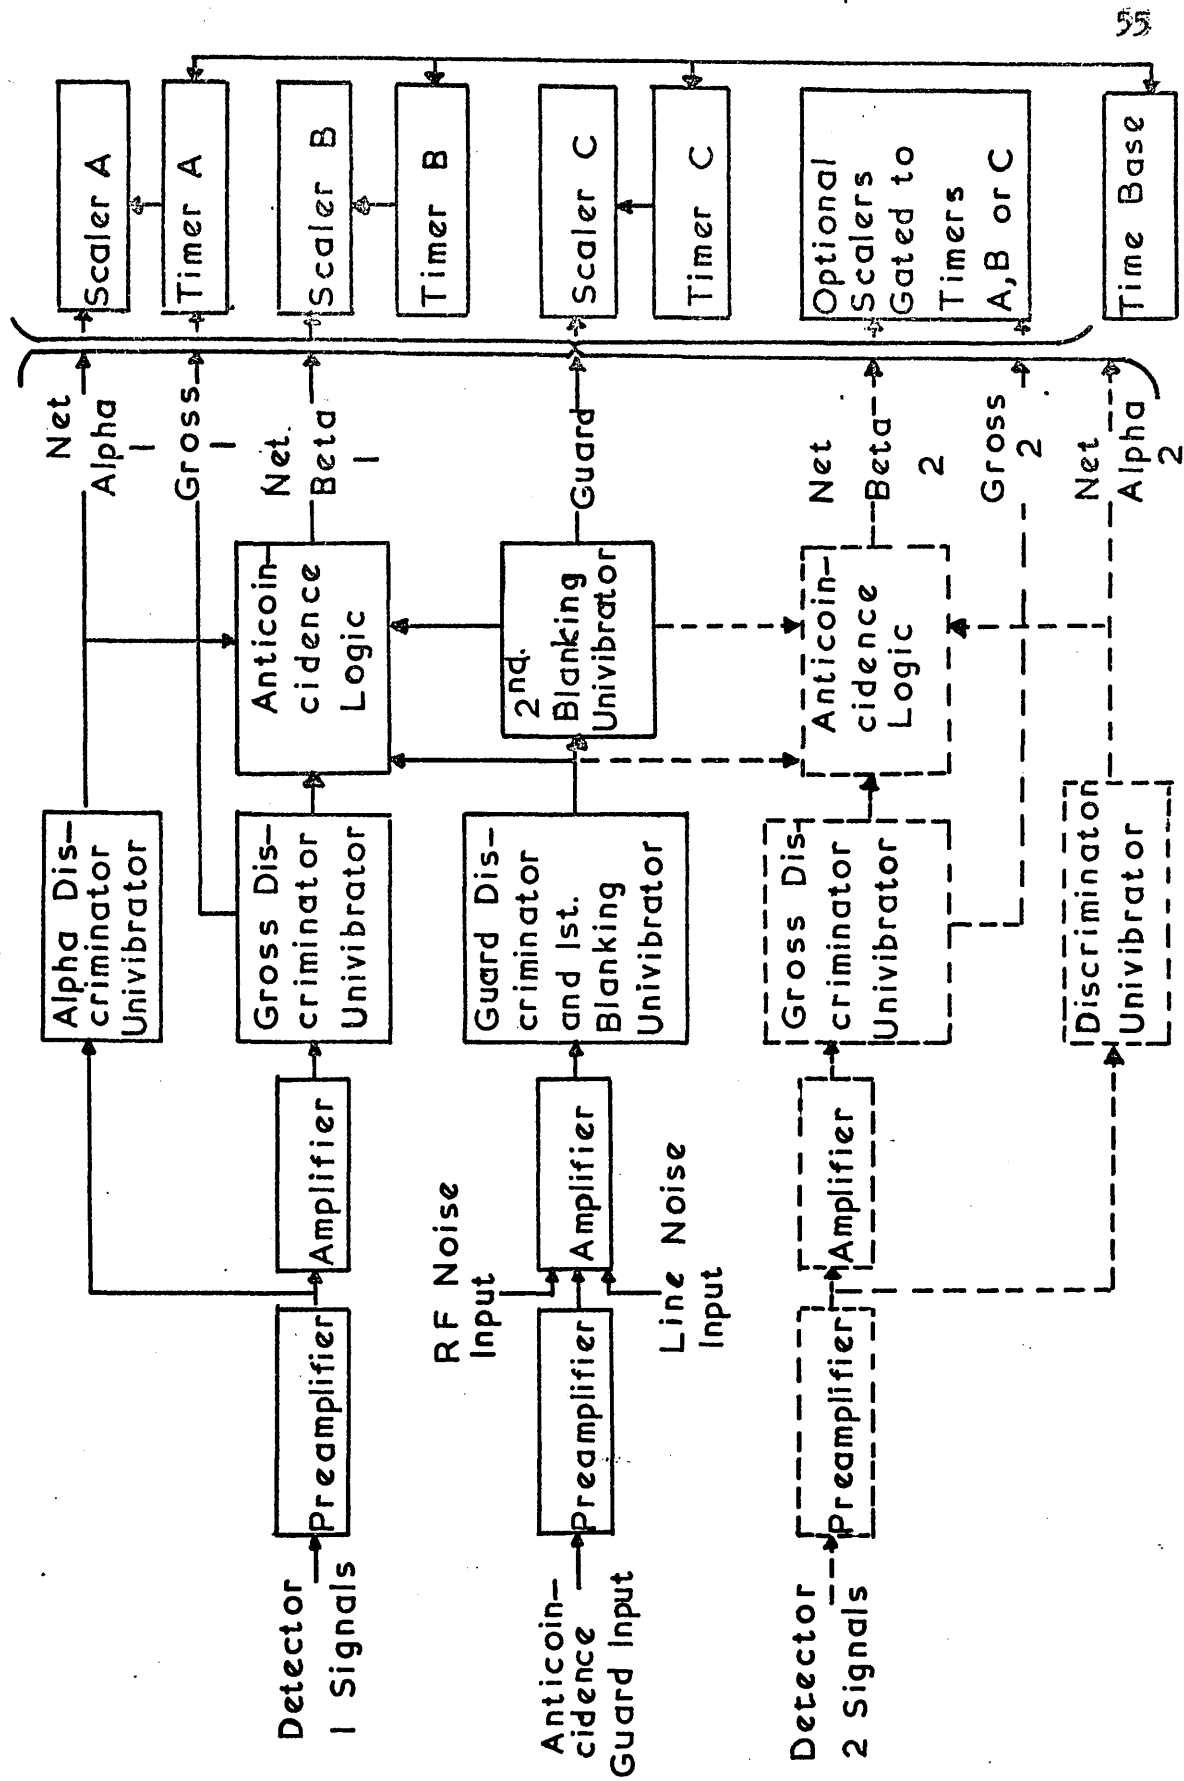 55
Detector
1 Signals
Preamplifier
Amplifier
Alpha Dis-
criminator
Univibrator
Gross Dis-
criminator
Univibrator
Anticoin-
cidence
Logic
Net
Alpha
1
Gross
1
Net
Beta
1
Scaler A
Timer A
Scaler B
Timer B
Anticoin-
cidence
Guard Input
Preamplifier
RF Noise
Input
Line Noise
Input
Amplifier
Guard Dis-
criminator
and 1st.
Blanking
Univibrator
2nd.
Blanking
Univibrator
Guard
Scaler C
Timer C
Detector
2 Signals
Preamplifier
Amplifier
Gross Dis-
criminator
Univibrator
Discriminaton
Univibrator
Anticoin-
cidence
Logic
Net
Beta
2
Gross
2
Net
Alpha
2
Optional
Scalers
Gated to
Timers
A, B or C
Time Base